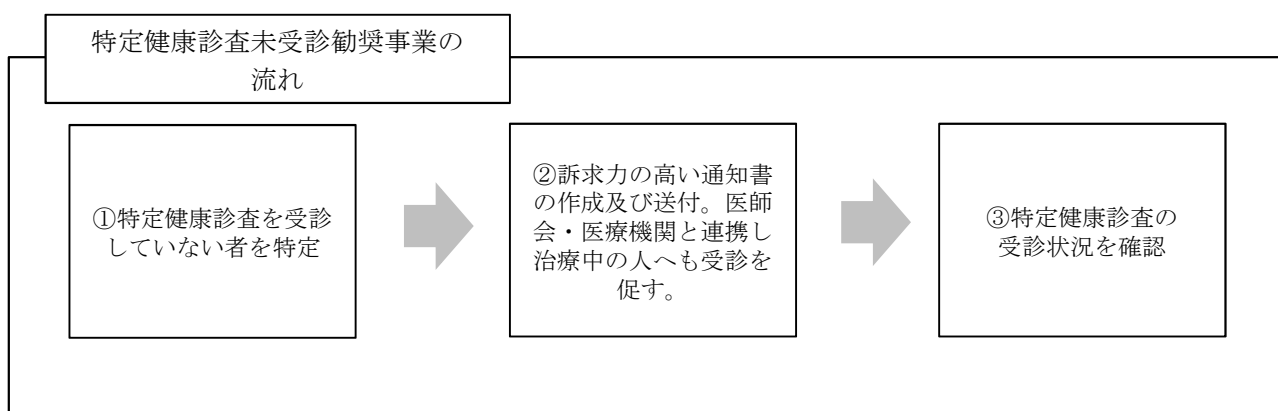 特定健康診査未受診勧奨事業の
流れ
①特定健康診査を受診
していない者を特定
②訴求力の高い通知書
の作成及び送付。医師
会・医療機関と連携し
治療中の人へも受診を
促す。
③特定健康診査の
受診状況を確認